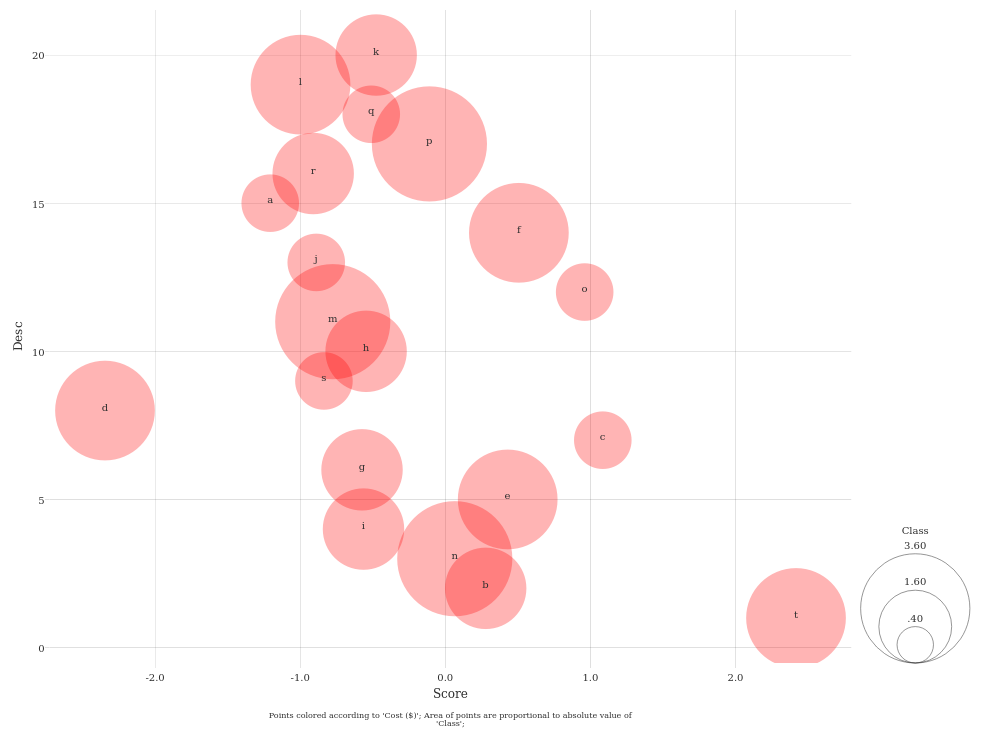 20
k
l
q
p
r
15
a
f
j
o
m
Desc
10
h
s
d
c
g
5
e
i
n
b
t
0
Class
3.60
1.60
.40
-2.0 -1.0 0.0 1.0 2.0
Score
Points colored according to 'Cost ($)'; Area of points are proportional to absolute value of
'Class';